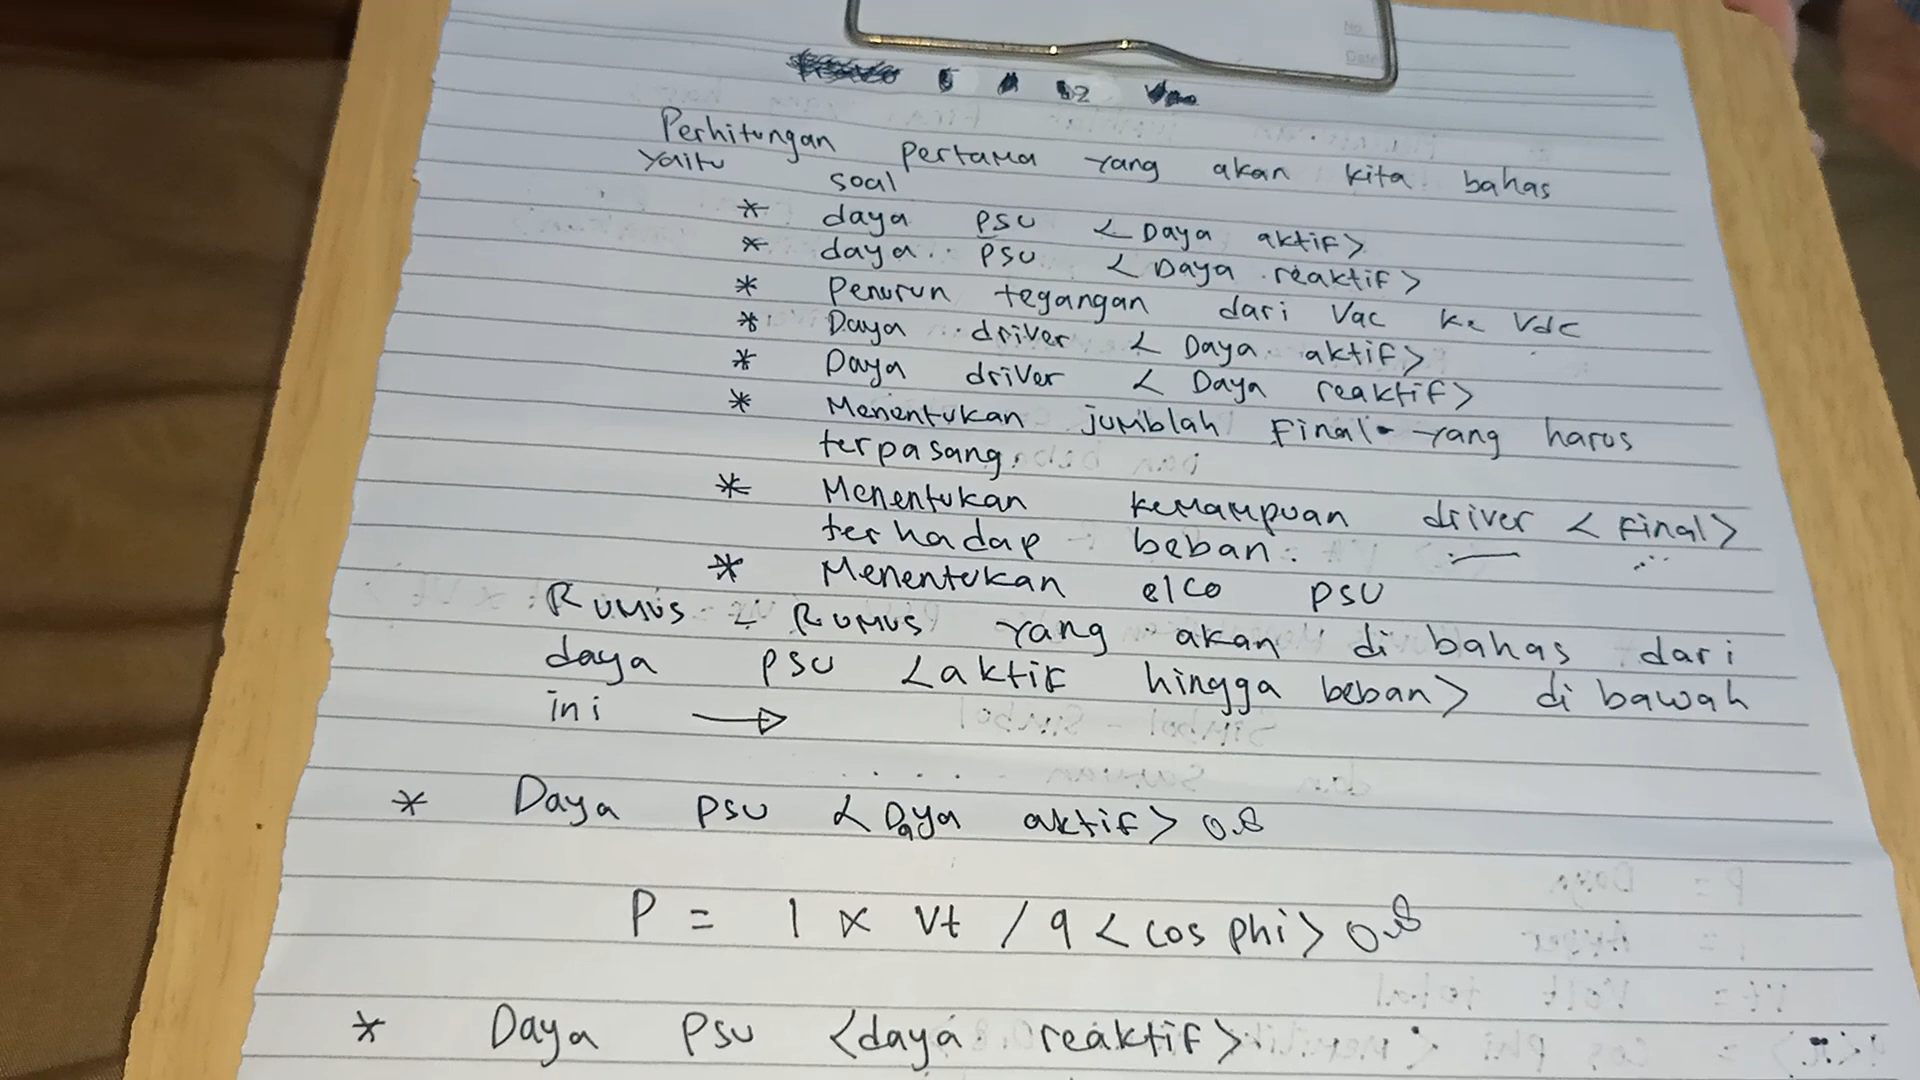 Perhitungan pertama yang akan kita bahas
yaitu soal
* daya psu <Daya aktif>
* daya psu <Daya reaktif>
* Penurun tegangan dari Vac ke Vdc
* Daya driver <Daya aktif>
* Daya driver <Daya reaktif>
* Menentukan jumblah Final yang harus
terpasang.
* Menentukan kemampuan driver <Final>
terhadap beban.
* Menentukan elco PSU
Rumus - Rumus yang akan di bahas dari
daya psu <aktif hingga beban> di bawah
ini →
* Daya psu <Daya aktif> 0.8
P = I x Vt / q <cos phi> 0.8
* Daya psu <daya reaktif>